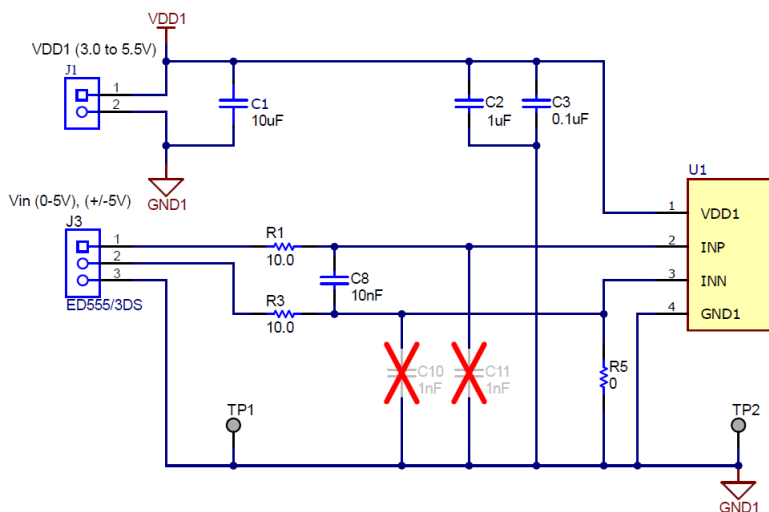 VDD1
VDD1 (3.0 to 5.5V)
J1
1
2
C1
10uF
C2
1uF
C3
0.1uF
GND1
U1
1 VDD1
2 INP
3 INN
4 GND1
Vin (0-5V), (+/-5V)
J3
1
2
3
ED555/3DS
R1
10.0
C8
10nF
R3
10.0
C10
1nF
C11
1nF
R5
0
TP1
TP2
GND1